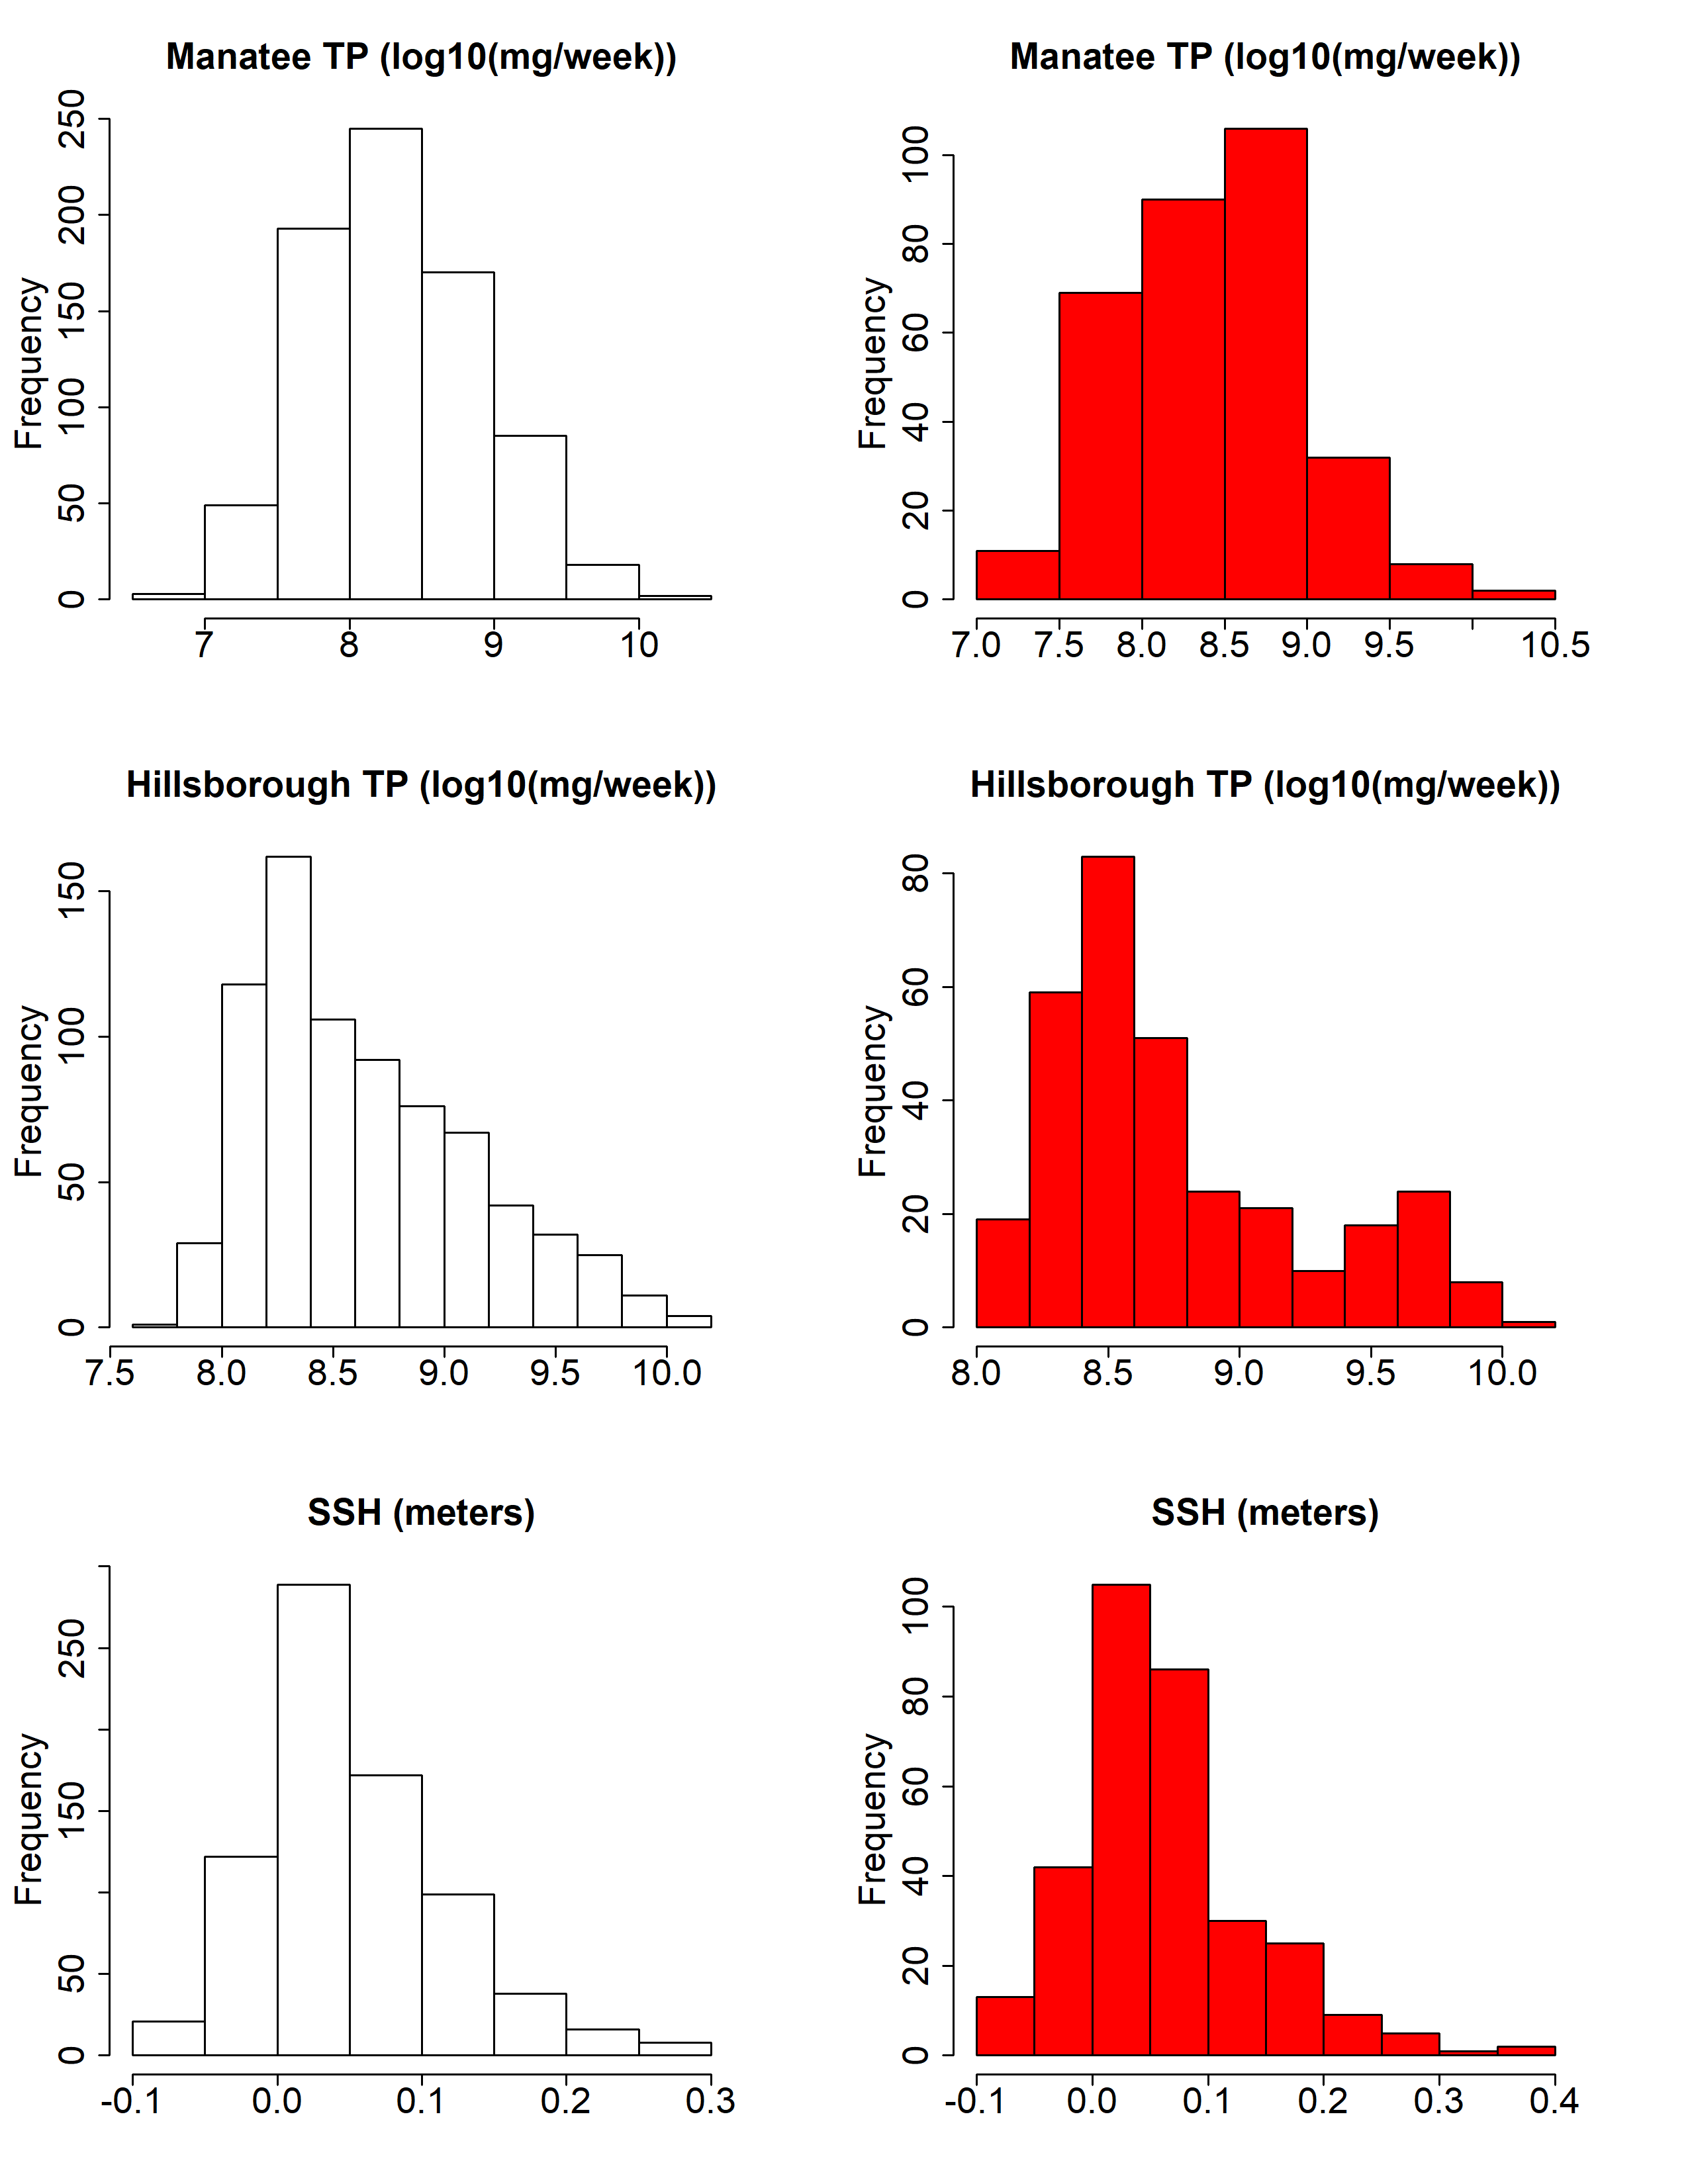 Manatee TP (log10(mg/week))
Frequency
0 50 100 150 200 250
7 8 9 10
Manatee TP (log10(mg/week))
Frequency
0 20 40 60 80 100
7.0 7.5 8.0 8.5 9.0 9.5 10.5
Hillsborough TP (log10(mg/week))
Frequency
0 50 100 150
7.5 8.0 8.5 9.0 9.5 10.0
Hillsborough TP (log10(mg/week))
Frequency
0 20 40 60 80
8.0 8.5 9.0 9.5 10.0
SSH (meters)
Frequency
0 50 150 250
-0.1 0.0 0.1 0.2 0.3
SSH (meters)
Frequency
0 20 40 60 80 100
-0.1 0.0 0.1 0.2 0.3 0.4